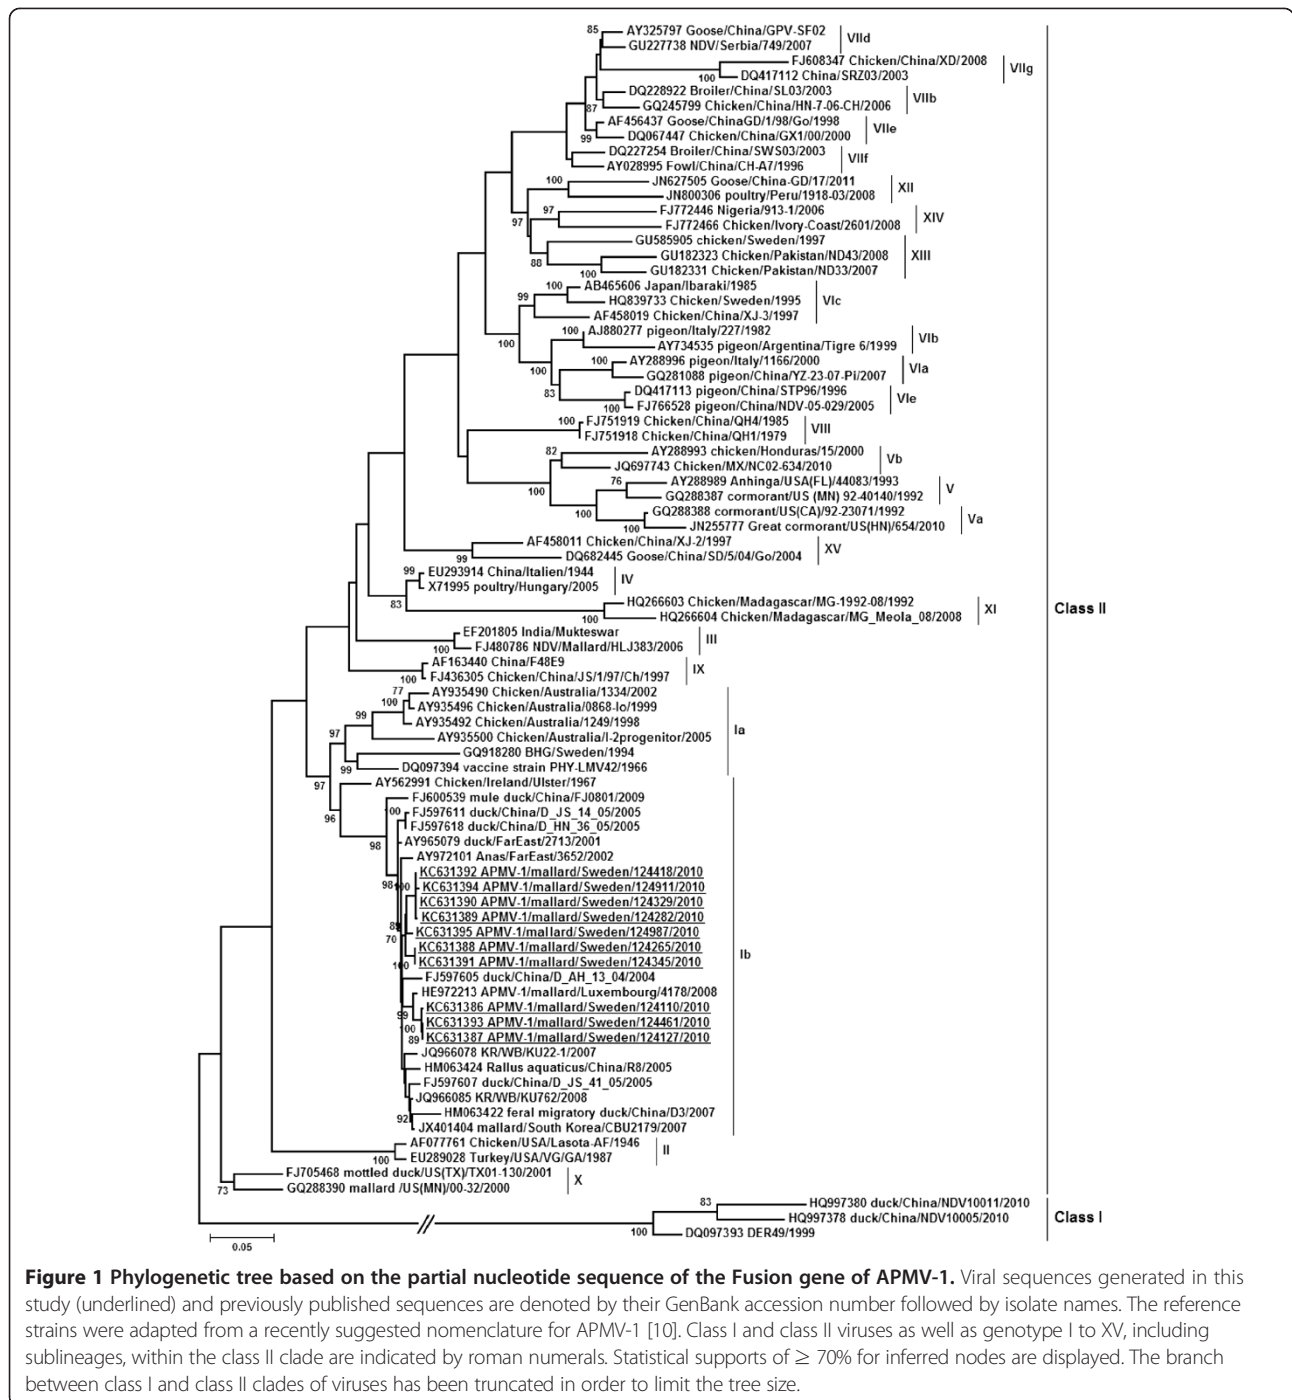 85
AY325797 Goose/China/GPV-SF02
GU227738 NDV/Serbia/749/2007
VIId
FJ608347 Chicken/China/XD/2008
100
DQ417112 China/SRZ03/2003
VIIg
DQ228922 Broiler/China/SL03/2003
87
GQ245799 Chicken/China/HN-7-06-CH/2006
VIIb
AF456437 Goose/ChinaGD/1/98/Go/1998
99
DQ067447 Chicken/China/GX1/00/2000
VIIe
DQ227254 Broiler/China/SWS03/2003
AY028995 Fowl/China/CH-A7/1996
VIIf
100
JN627505 Goose/China-GD/17/2011
JN800306 poultry/Peru/1918-03/2008
XII
97
97
FJ772446 Nigeria/913-1/2006
FJ772466 Chicken/Ivory-Coast/2601/2008
XIV
GU585905 chicken/Sweden/1997
88
GU182323 Chicken/Pakistan/ND43/2008
100
GU182331 Chicken/Pakistan/ND33/2007
XIII
99
100
AB465606 Japan/Ibaraki/1985
HQ839733 Chicken/Sweden/1995
AF458019 Chicken/China/XJ-3/1997
VIc
100
100
AJ880277 pigeon/Italy/227/1982
AY734535 pigeon/Argentina/Tigre 6/1999
VIb
100
100
AY288996 pigeon/Italy/1166/2000
GQ281088 pigeon/China/YZ-23-07-Pi/2007
VIa
83
DQ417113 pigeon/China/STP96/1996
100
FJ766528 pigeon/China/NDV-05-029/2005
VIe
100
FJ751919 Chicken/China/QH4/1985
FJ751918 Chicken/China/QH1/1979
VIII
82
AY288993 chicken/Honduras/15/2000
JQ697743 Chicken/MX/NC02-634/2010
Vb
100
76
AY288989 Anhinga/USA(FL)/44083/1993
GQ288387 cormorant/US (MN) 92-40140/1992
V
100
GQ288388 cormorant/US(CA)/92-23071/1992
100
JN255777 Great cormorant/US(HN)/654/2010
Va
AF458011 Chicken/China/XJ-2/1997
99
DQ682445 Goose/China/SD/5/04/Go/2004
XV
99
EU293914 China/Italien/1944
X71995 poultry/Hungary/2005
IV
83
HQ266603 Chicken/Madagascar/MG-1992-08/1992
100
HQ266604 Chicken/Madagascar/MG_Meola_08/2008
XI
Class II
EF201805 India/Mukteswar
100
FJ480786 NDV/Mallard/HLJ383/2006
III
AF163440 China/F48E9
100
FJ436305 Chicken/China/JS/1/97/Ch/1997
IX
77
AY935490 Chicken/Australia/1334/2002
100
AY935496 Chicken/Australia/0868-lo/1999
99
AY935492 Chicken/Australia/1249/1998
97
AY935500 Chicken/Australia/I-2progenitor/2005
Ia
GQ918280 BHG/Sweden/1994
99
DQ097394 vaccine strain PHY-LMV42/1966
97
AY562991 Chicken/Ireland/Ulster/1967
96
FJ600539 mule duck/China/FJ0801/2009
100
FJ597611 duck/China/D_JS_14_05/2005
FJ597618 duck/China/D_HN_36_05/2005
98
AY965079 duck/FarEast/2713/2001
AY972101 Anas/FarEast/3652/2002
KC631392 APMV-1/mallard/Sweden/124418/2010
98
100
KC631394 APMV-1/mallard/Sweden/124911/2010
KC631390 APMV-1/mallard/Sweden/124329/2010
KC631389 APMV-1/mallard/Sweden/124282/2010
KC631395 APMV-1/mallard/Sweden/124987/2010
70
KC631388 APMV-1/mallard/Sweden/124265/2010
100
KC631391 APMV-1/mallard/Sweden/124345/2010
Ib
FJ597605 duck/China/D_AH_13_04/2004
HE972213 APMV-1/mallard/Luxembourg/4178/2008
99
KC631386 APMV-1/mallard/Sweden/124110/2010
100
KC631393 APMV-1/mallard/Sweden/124461/2010
89
KC631387 APMV-1/mallard/Sweden/124127/2010
JQ966078 KR/WB/KU22-1/2007
HM063424 Rallus aquaticus/China/R8/2005
FJ597607 duck/China/D_JS_41_05/2005
JQ966085 KR/WB/KU762/2008
92
HM063422 feral migratory duck/China/D3/2007
JX401404 mallard/South Korea/CBU2179/2007
AF077761 Chicken/USA/Lasota-AF/1946
100
EU289028 Turkey/USA/VG/GA/1987
II
FJ705468 mottled duck/US(TX)/TX01-130/2001
73
GQ288390 mallard /US(MN)/00-32/2000
X
83
HQ997380 duck/China/NDV10011/2010
HQ997378 duck/China/NDV10005/2010
100
DQ097393 DER49/1999
Class I
0.05
Figure 1 Phylogenetic tree based on the partial nucleotide sequence of the Fusion gene of APMV-1. Viral sequences generated in this
study (underlined) and previously published sequences are denoted by their GenBank accession number followed by isolate names. The reference
strains were adapted from a recently suggested nomenclature for APMV-1 [10]. Class I and class II viruses as well as genotype I to XV, including
sublineages, within the class II clade are indicated by roman numerals. Statistical supports of ≥ 70% for inferred nodes are displayed. The branch
between class I and class II clades of viruses has been truncated in order to limit the tree size.